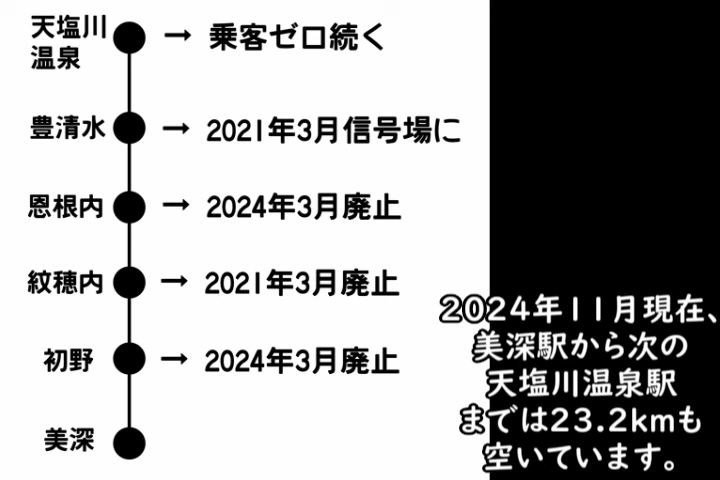 天塩川
温泉
→ 乗客ゼロ続く
豊清水 → 2021年3月信号場に
恩根内 → 2024年3月廃止
紋穂内 → 2021年3月廃止
初野 → 2024年3月廃止
美深
2024年11月現在、
美深駅から次の
天塩川温泉駅
までは23.2kmも
空いています。